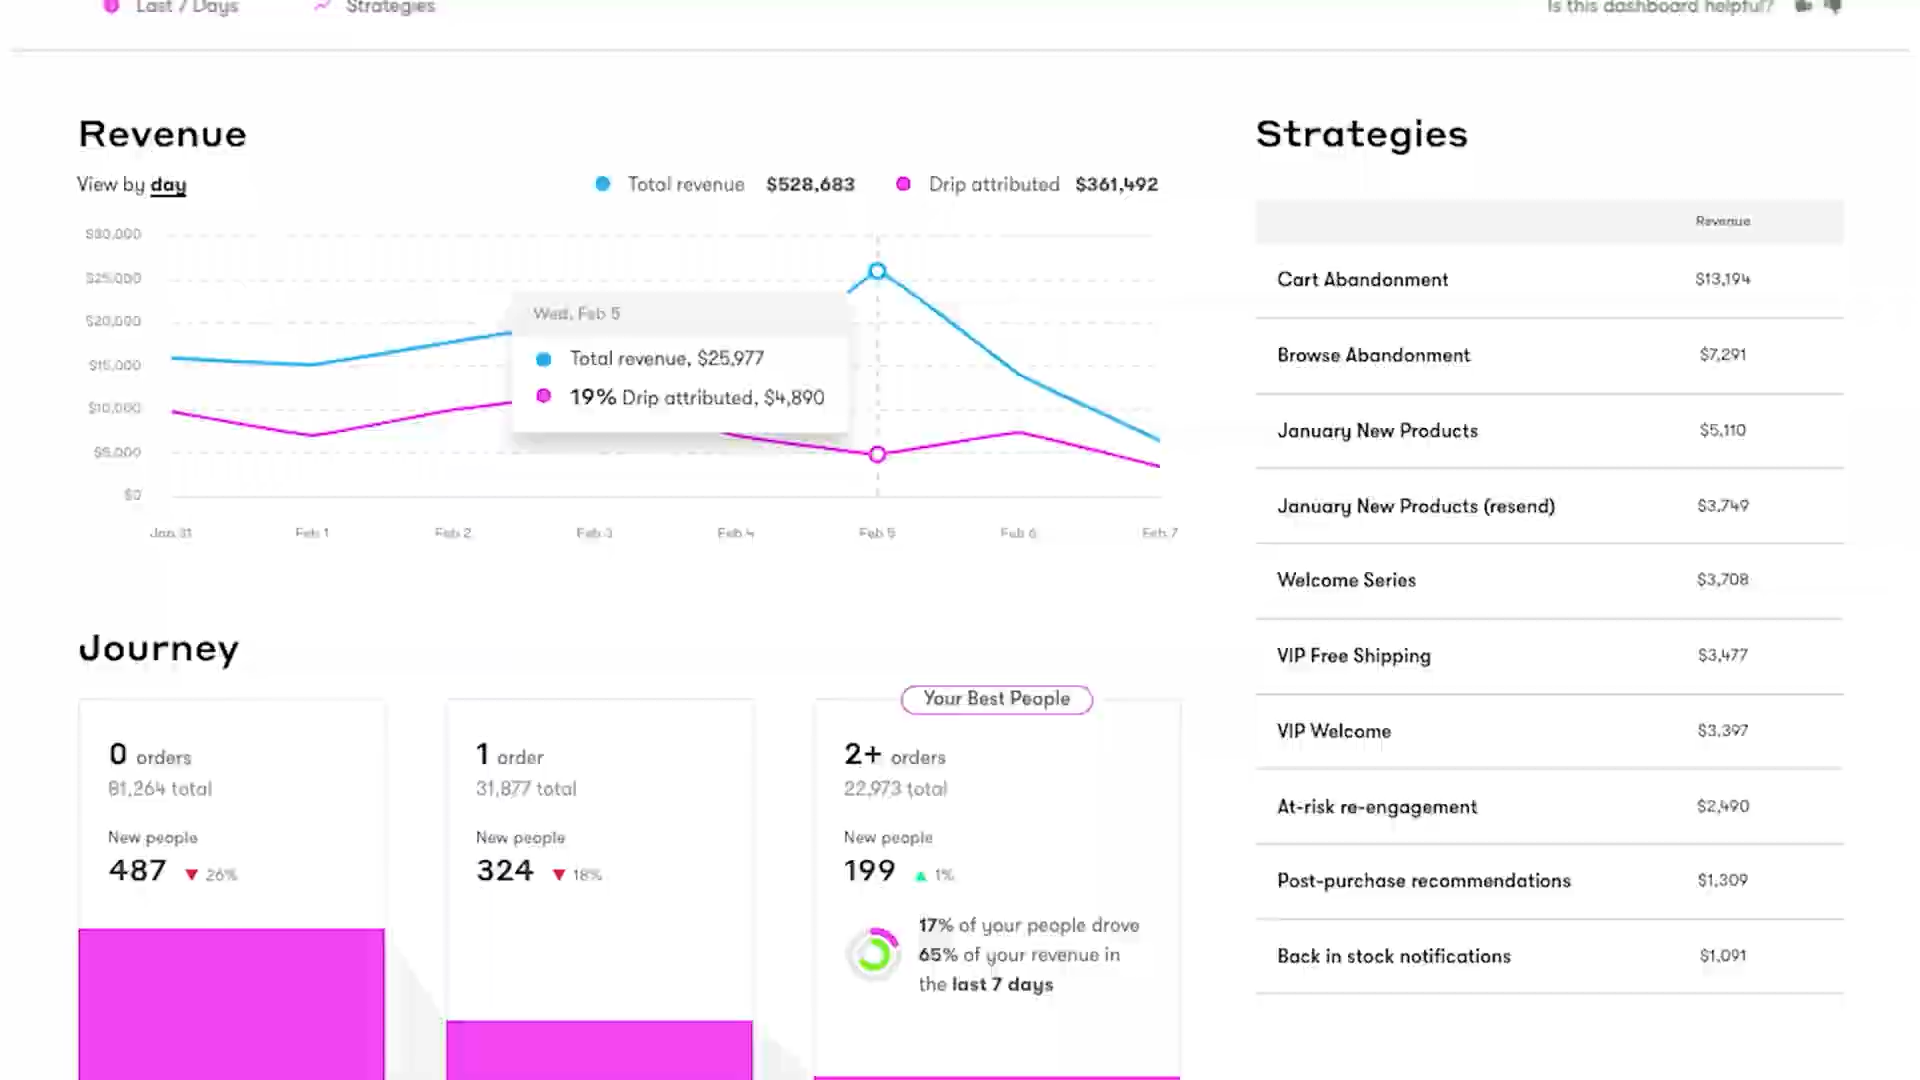 Last 7 Days
Strategies
Is this dashboard helpful?
Revenue
View by day
Total revenue $528,683
Drip attributed $361,492
$30,000
$25,000
$20,000
$15,000
$10,000
$5,000
$0
Wed, Feb 5
Total revenue, $25,977
19% Drip attributed, $4,890
Jan 31
Feb 1
Feb 2
Feb 3
Feb 4
Feb 5
Feb 6
Feb 7
Journey
0 orders
81,264 total
New people
487 26%
1 order
31,877 total
New people
324 18%
Your Best People
2+ orders
22,973 total
New people
199 1%
17% of your people drove
65% of your revenue in
the last 7 days
Strategies
Revenue
Cart Abandonment $13,194
Browse Abandonment $7,291
January New Products $5,110
January New Products (resend) $3,749
Welcome Series $3,708
VIP Free Shipping $3,477
VIP Welcome $3,397
At-risk re-engagement $2,490
Post-purchase recommendations $1,309
Back in stock notifications $1,091